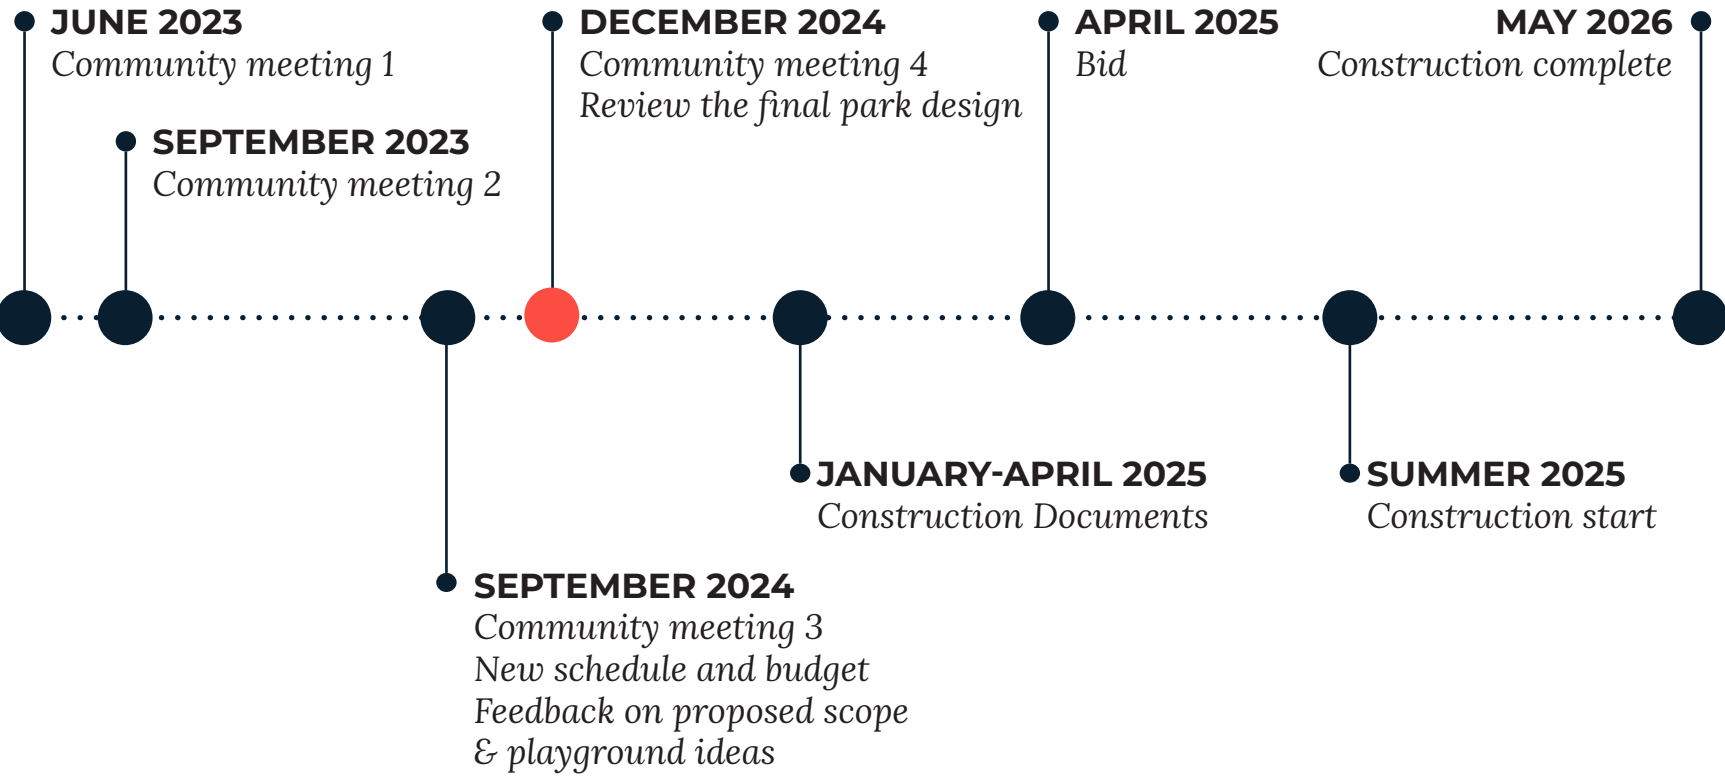 JUNE 2023
Community meeting 1
SEPTEMBER 2023
Community meeting 2
SEPTEMBER 2024
Community meeting 3
New schedule and budget
Feedback on proposed scope
& playground ideas
DECEMBER 2024
Community meeting 4
Review the final park design
JANUARY-APRIL 2025
Construction Documents
APRIL 2025
Bid
SUMMER 2025
Construction start
MAY 2026
Construction complete